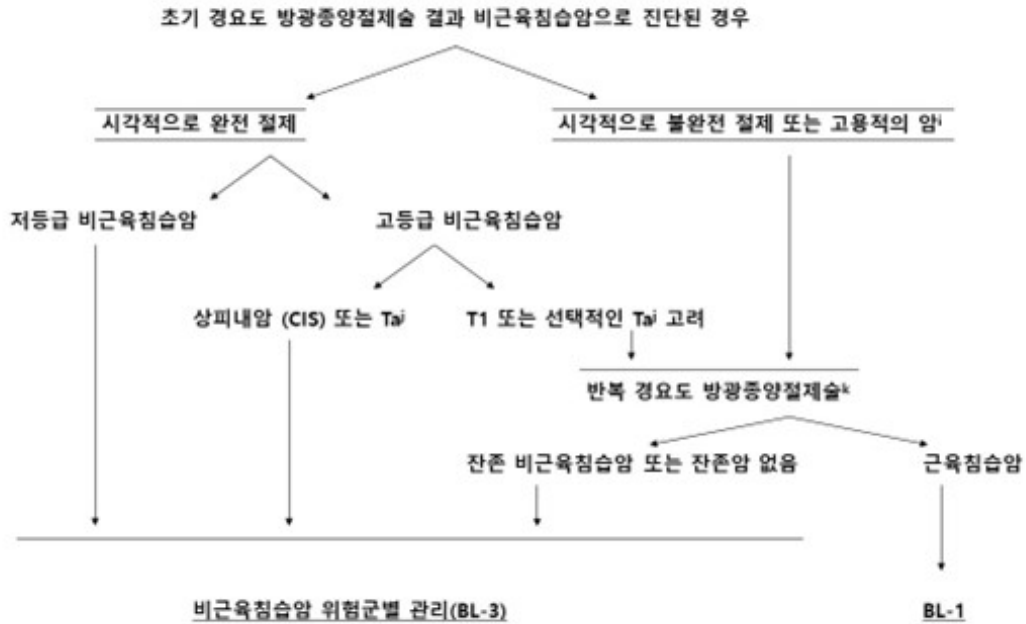 초기 경요도 방광종양절제술 결과 비근육침습암으로 진단된 경우
시각적으로 완전 절제
시각적으로 불완전 절제 또는 고용적의 암ⁱ
저등급 비근육침습암
고등급 비근육침습암
상피내암 (CIS) 또는 Taʲ
T1 또는 선택적인 Taʲ 고려
반복 경요도 방광종양절제술ᵏ
잔존 비근육침습암 또는 잔존암 없음
근육침습암
비근육침습암 위험군별 관리(BL-3)
BL-1